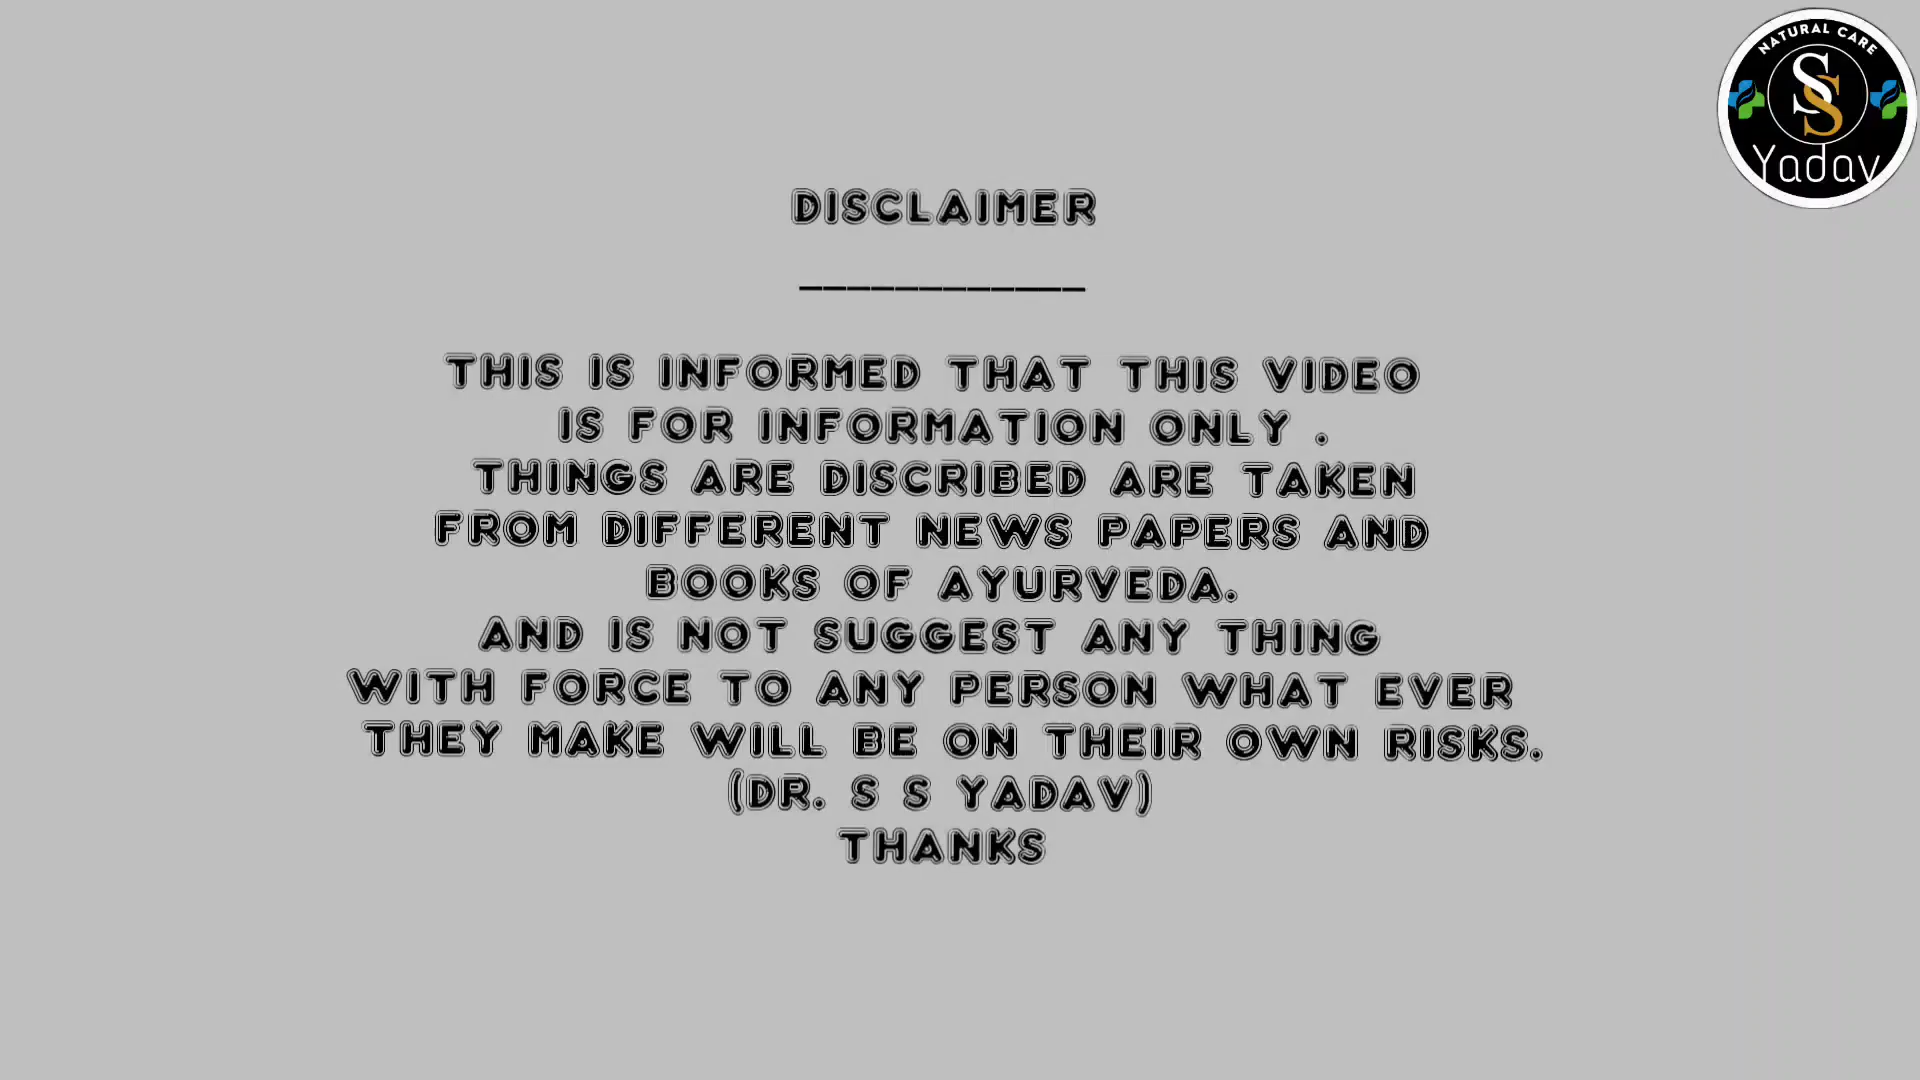 NATURAL CARE
SS
Yadav
DISCLAIMER
____________
THIS IS INFORMED THAT THIS VIDEO
IS FOR INFORMATION ONLY .
THINGS ARE DISCRIBED ARE TAKEN
FROM DIFFERENT NEWS PAPERS AND
BOOKS OF AYURVEDA.
AND IS NOT SUGGEST ANY THING
WITH FORCE TO ANY PERSON WHAT EVER
THEY MAKE WILL BE ON THEIR OWN RISKS.
(DR. S S YADAV)
THANKS